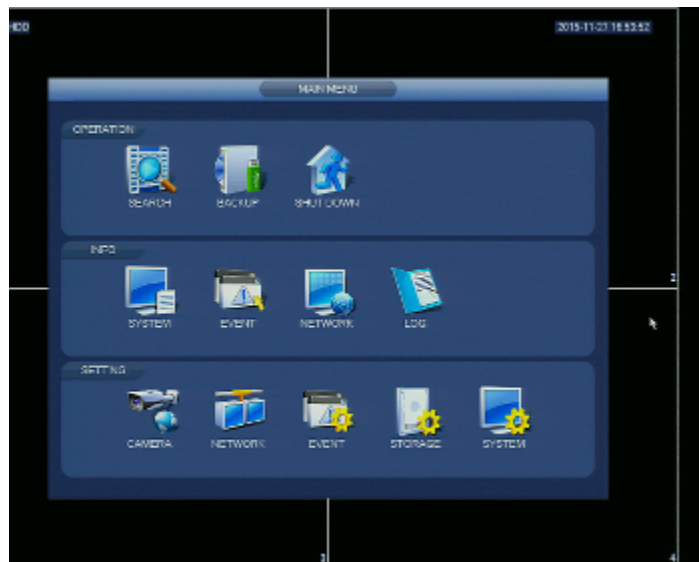 HDD
2015-11-21 16:53:52
MAIN MENU
OPERATION
SEARCH BACKUP SHUTDOWN
INFO
2
SYSTEM EVENT NETWORK LOG
SETTING
CAMERA NETWORK EVENT STORAGE SYSTEM
3 4